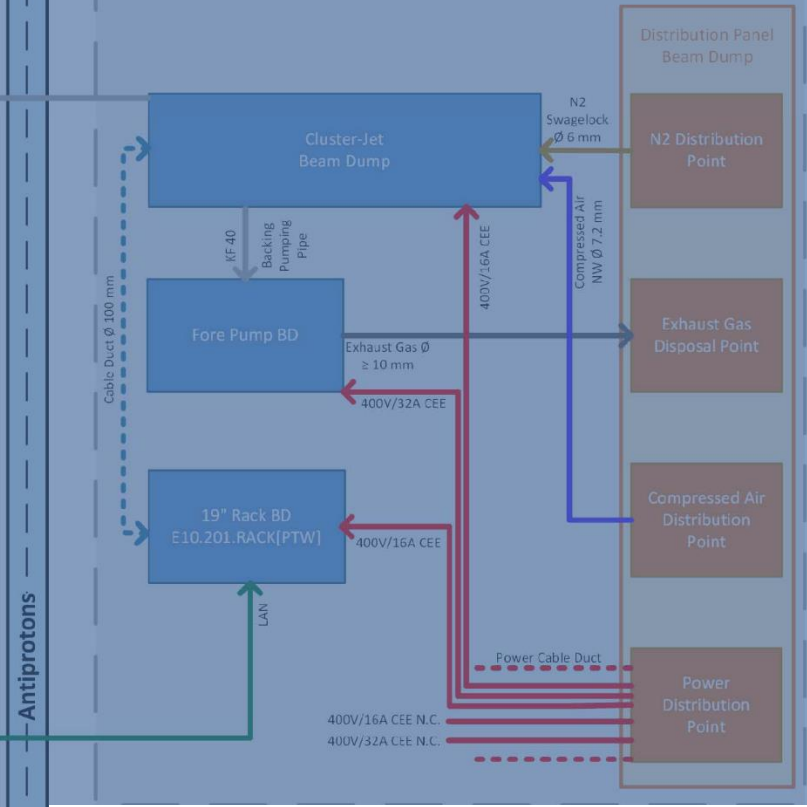 Distribution Panel
Beam Dump
N2
Swagelock
Ø 6 mm
N2 Distribution
Point
Cluster-Jet
Beam Dump
KF 40
Backing
Pumping
Pipe
400V/16A CEE
Compressed Air
NW Ø 7.2 mm
Cable Duct Ø 100 mm
Fore Pump BD
Exhaust Gas Ø
≥ 10 mm
Exhaust Gas
Disposal Point
400V/32A CEE
19" Rack BD
E10.201.RACK[PTW]
400V/16A CEE
Compressed Air
Distribution
Point
LAN
Antiprotons
Power Cable Duct
Power
Distribution
Point
400V/16A CEE N.C.
400V/32A CEE N.C.